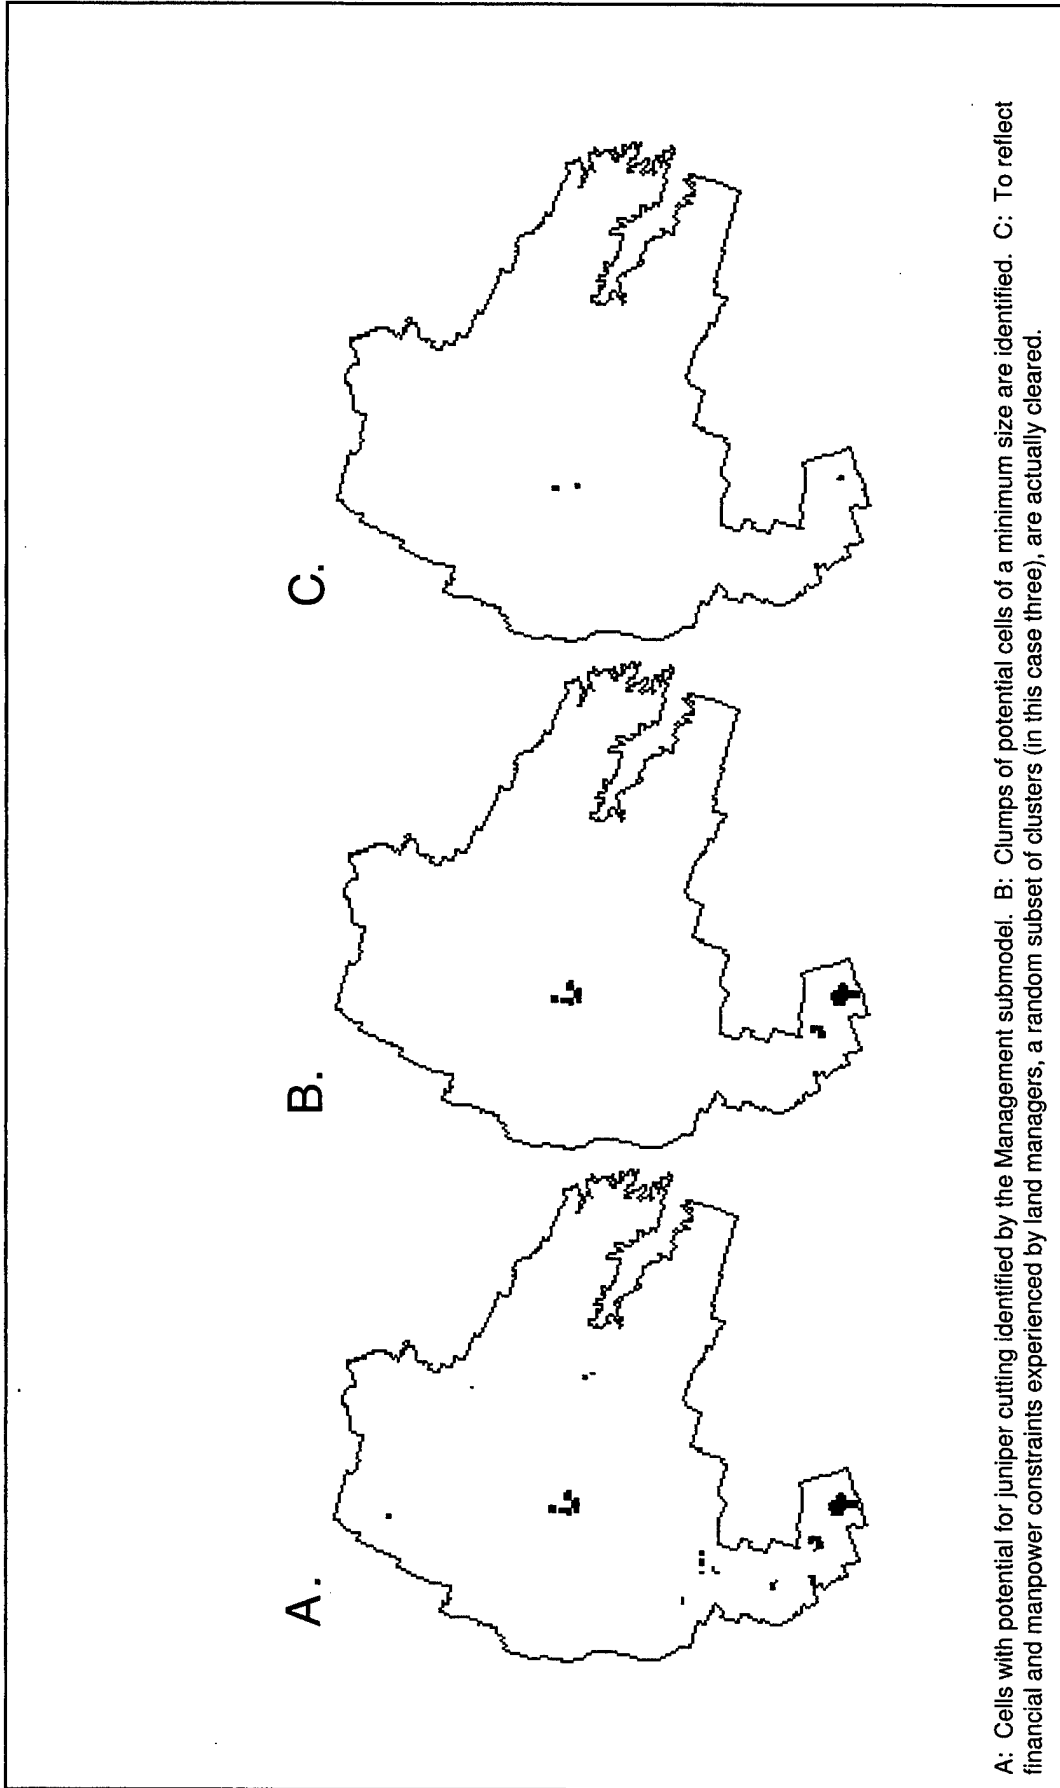 A.
B.
C.
A: Cells with potential for juniper cutting identified by the Management submodel. B: Clumps of potential cells of a minimum size are identified. C: To reflect
financial and manpower constraints experienced by land managers, a random subset of clusters (in this case three), are actually cleared.